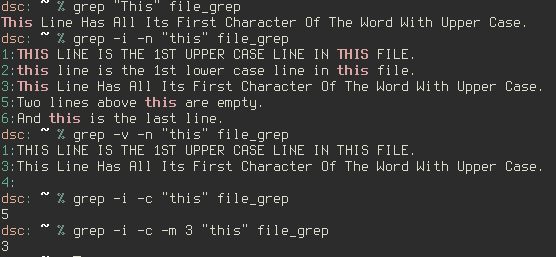 dsc: ~ % grep "This" file_grep
This Line Has All Its First Character Of The Word With Upper Case.
dsc: ~ % grep -i -n "this" file_grep
1:THIS LINE IS THE 1ST UPPER CASE LINE IN THIS FILE.
2:this line is the 1st lower case line in this file.
3:This Line Has All Its First Character Of The Word With Upper Case.
5:Two lines above this are empty.
6:And this is the last line.
dsc: ~ % grep -v -n "this" file_grep
1:THIS LINE IS THE 1ST UPPER CASE LINE IN THIS FILE.
3:This Line Has All Its First Character Of The Word With Upper Case.
4:
dsc: ~ % grep -i -c "this" file_grep
5
dsc: ~ % grep -i -c -m 3 "this" file_grep
3